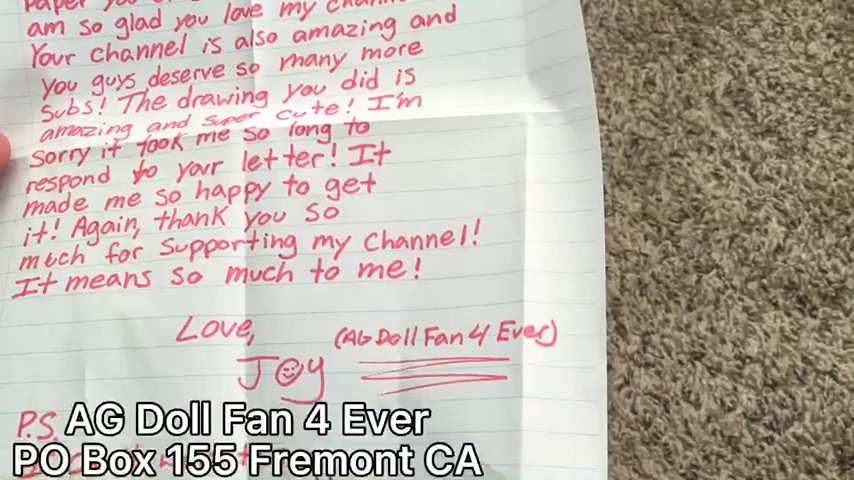 Paper you
am so glad you love my chann
Your channel is also amazing and
you guys deserve so many more
subs! The drawing you did is
amazing and super cute! I'm
sorry it took me so long to
respond to your letter! It
made me so happy to get
it! Again, thank you so
much for supporting my channel!
It means so much to me!
Love, (AG Doll Fan 4 Ever)
Joy
P.S.
AG Doll Fan 4 Ever
PO Box 155 Fremont CA